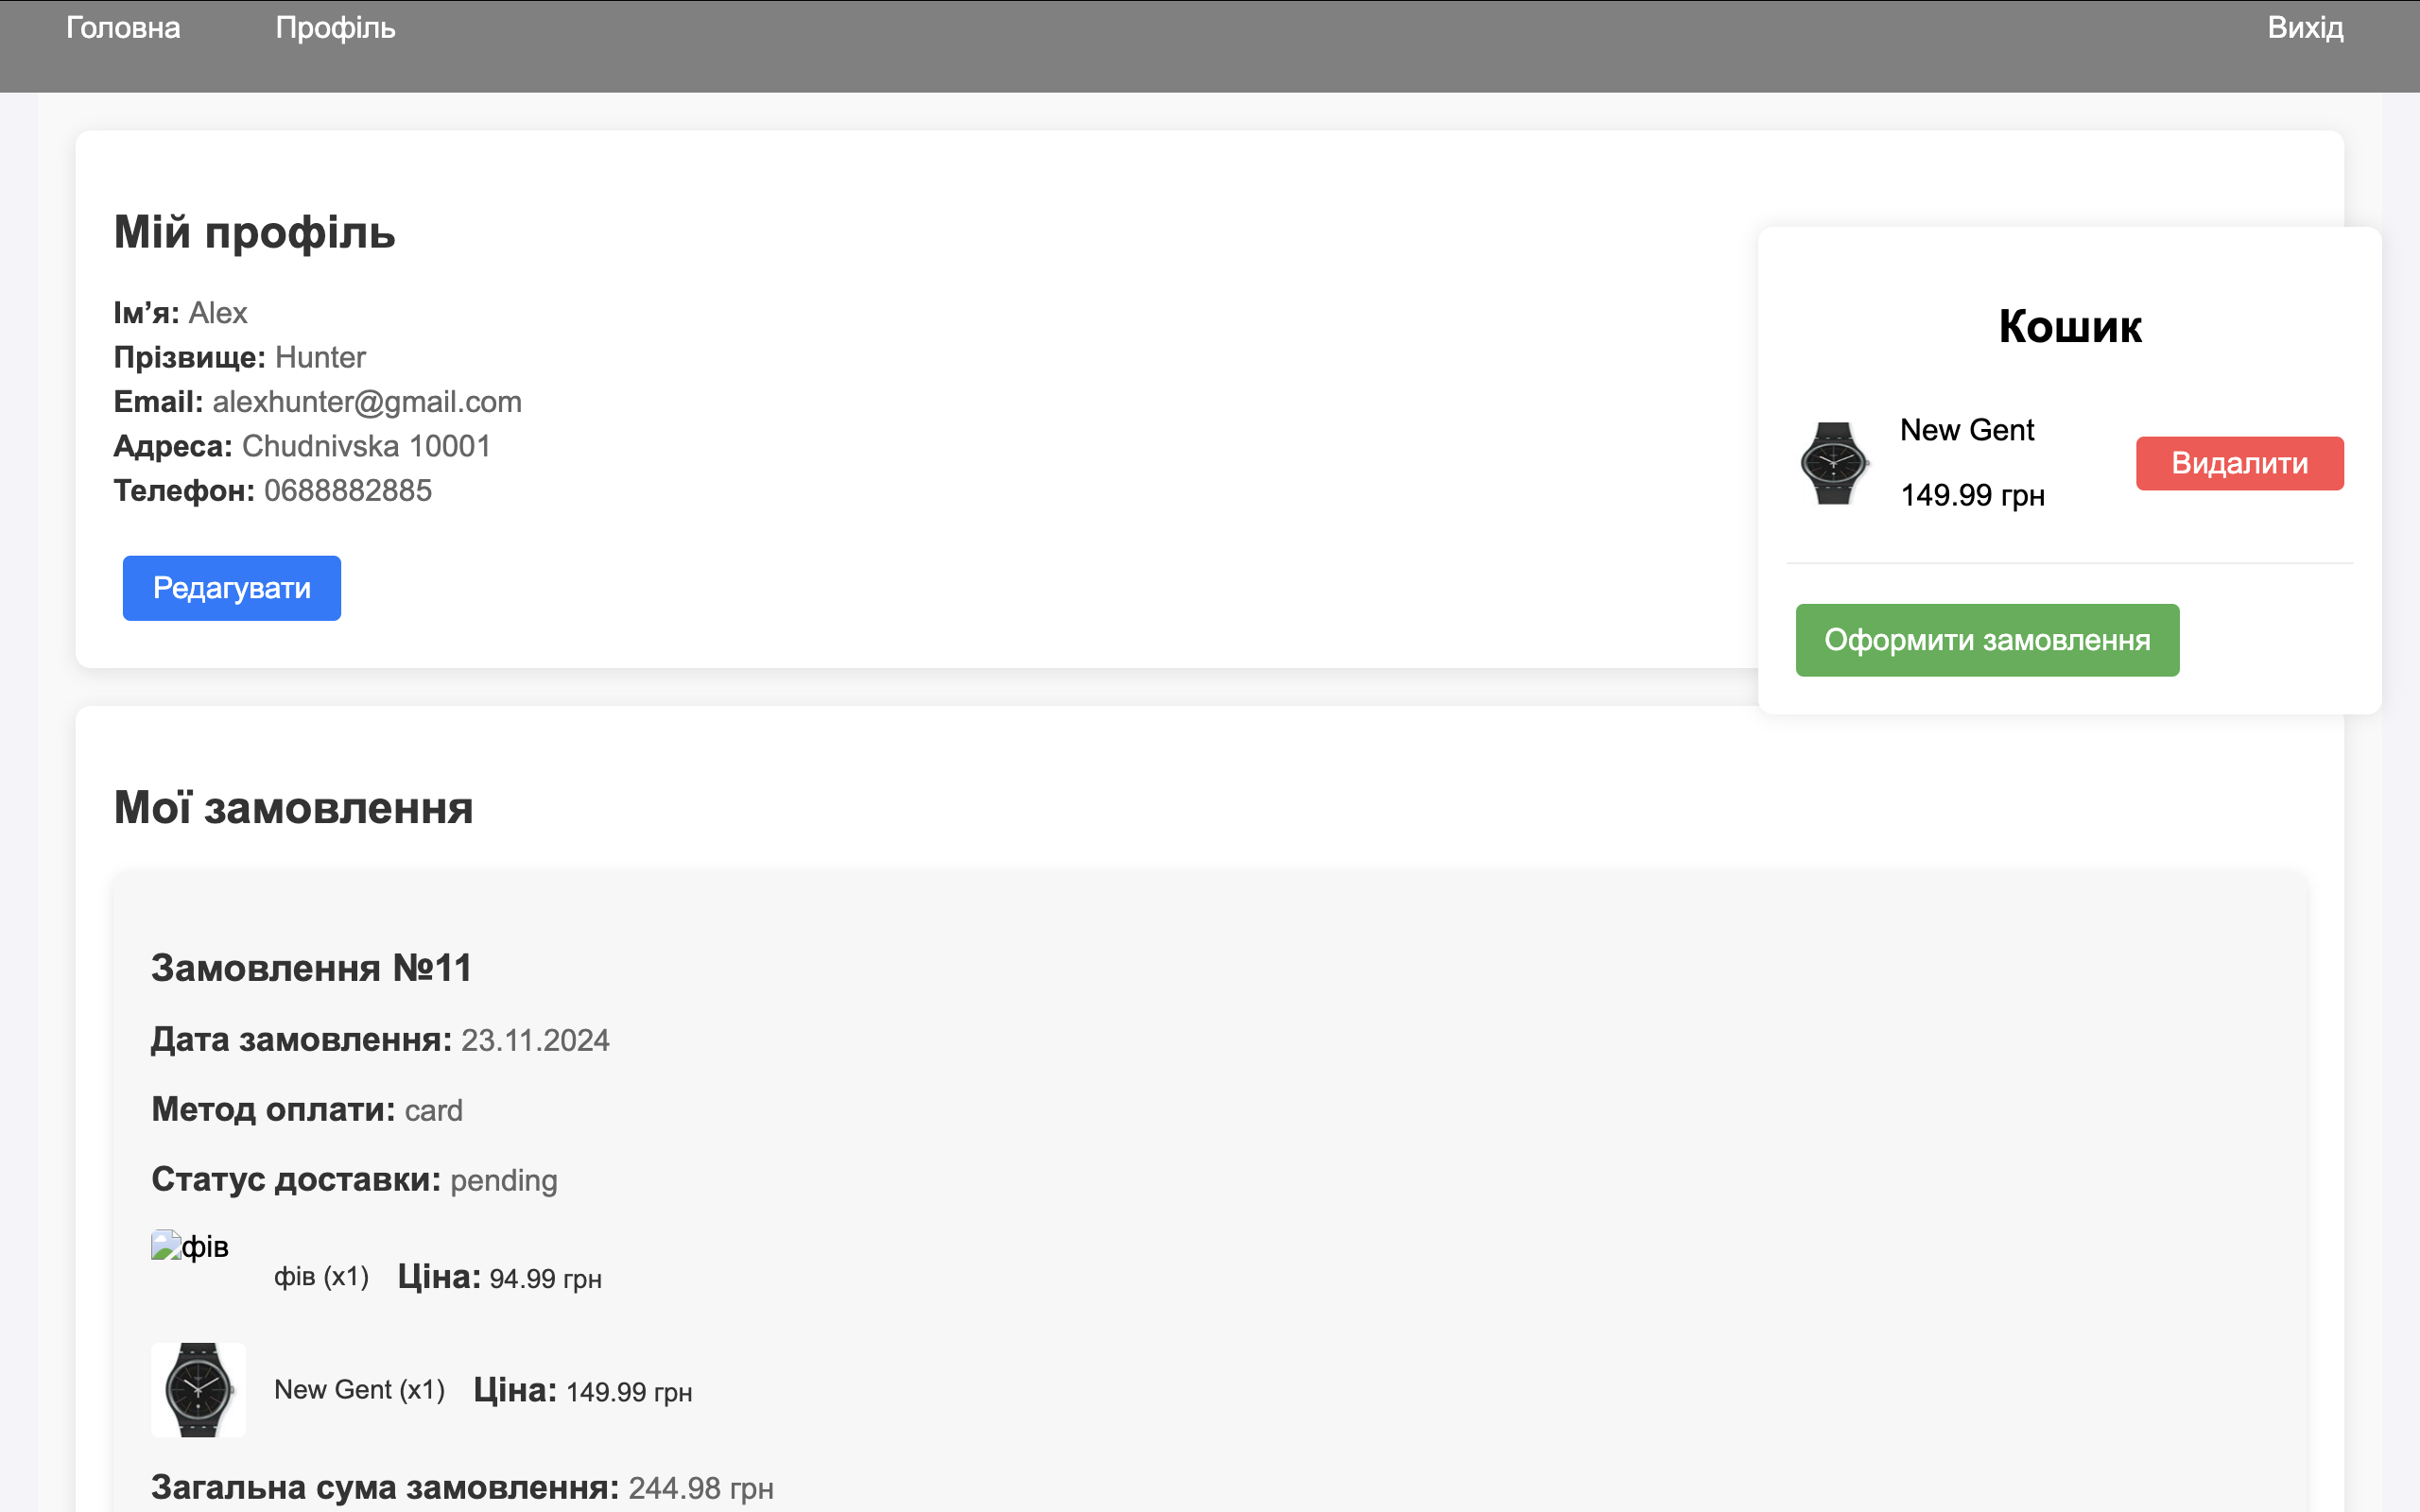 Головна Профіль Вихід
Мій профіль
Ім’я: Alex
Прізвище: Hunter
Email: alexhunter@gmail.com
Адреса: Chudnivska 10001
Телефон: 0688882885
Редагувати
Кошик
New Gent
149.99 грн
Видалити
Оформити замовлення
Мої замовлення
Замовлення №11
Дата замовлення: 23.11.2024
Метод оплати: card
Статус доставки: pending
фів
фів (x1) Ціна: 94.99 грн
New Gent (x1) Ціна: 149.99 грн
Загальна сума замовлення: 244.98 грн